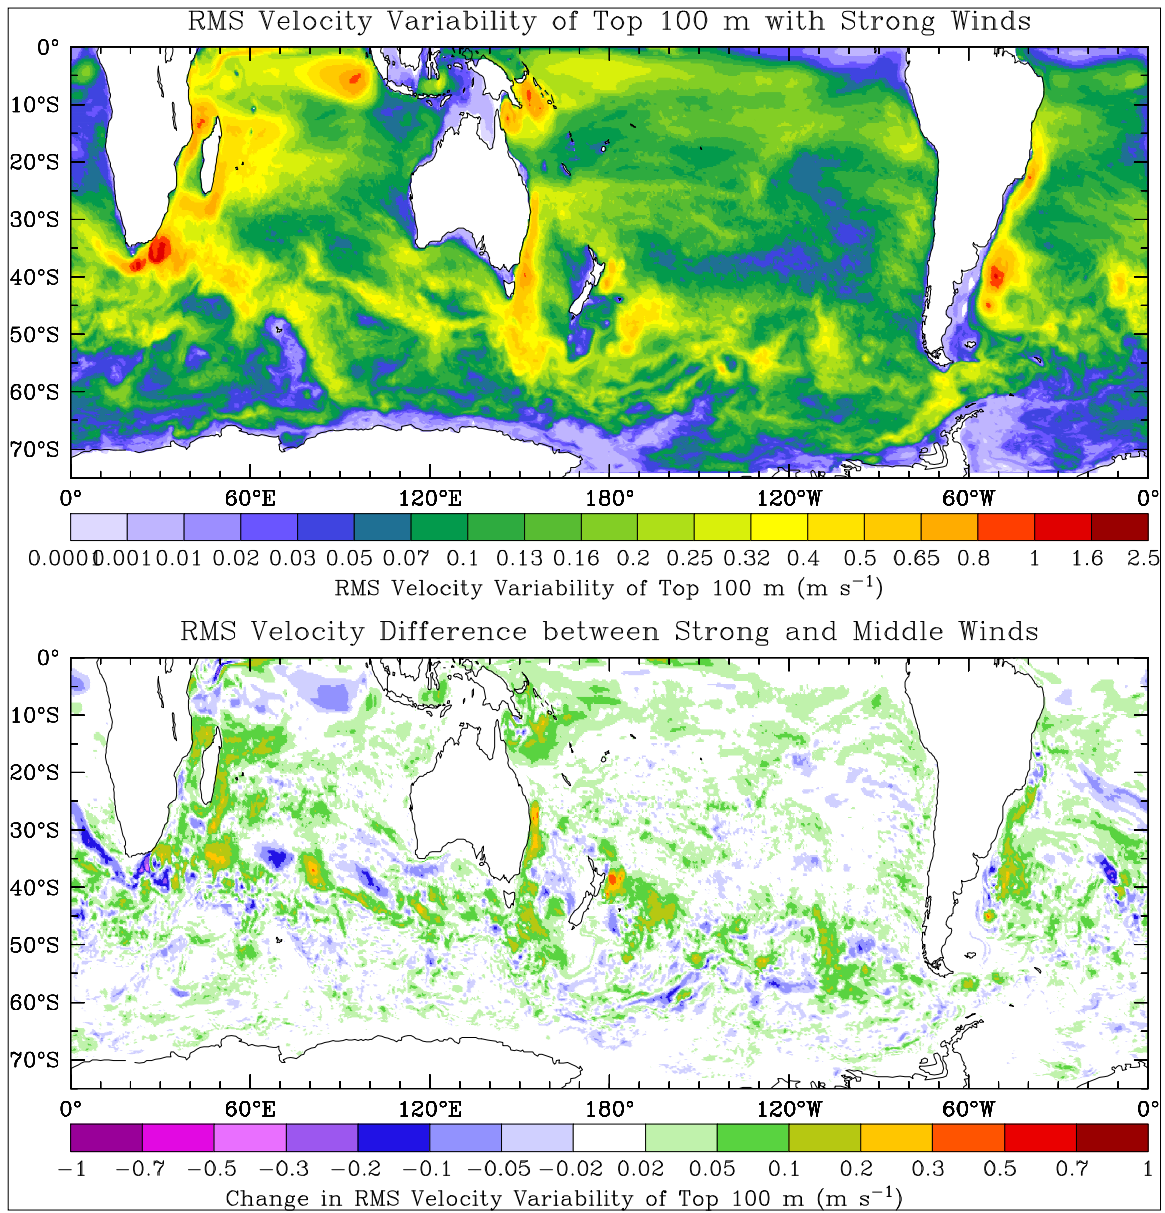 RMS Velocity Variability of Top 100 m with Strong Winds
0°
10°S
20°S
30°S
40°S
50°S
60°S
70°S
0° 60°E 120°E 180° 120°W 60°W 0°
0.0001 0.001 0.01 0.02 0.03 0.05 0.07 0.1 0.13 0.16 0.2 0.25 0.32 0.4 0.5 0.65 0.8 1 1.6 2.5
RMS Velocity Variability of Top 100 m (m s⁻¹)
RMS Velocity Difference between Strong and Middle Winds
0°
10°S
20°S
30°S
40°S
50°S
60°S
70°S
0° 60°E 120°E 180° 120°W 60°W 0°
−1 −0.7 −0.5 −0.3 −0.2 −0.1 −0.05 −0.02 0.02 0.05 0.1 0.2 0.3 0.5 0.7 1
Change in RMS Velocity Variability of Top 100 m (m s⁻¹)